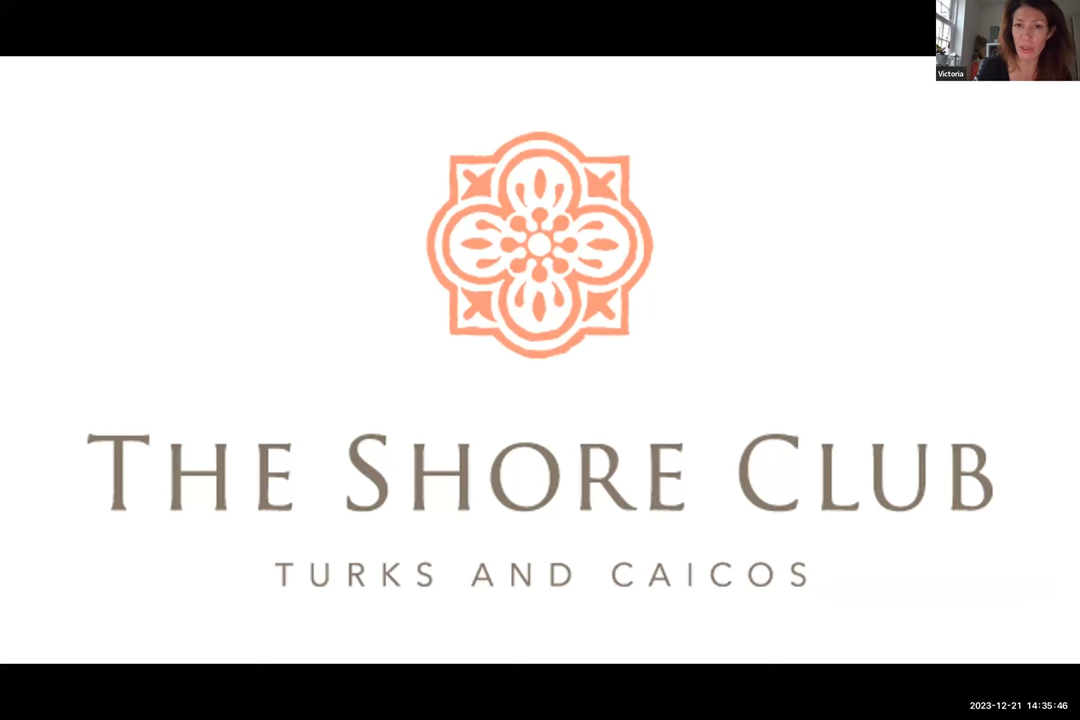 Victoria
THE SHORE CLUB
TURKS AND CAICOS
2023-12-21 14:35:46